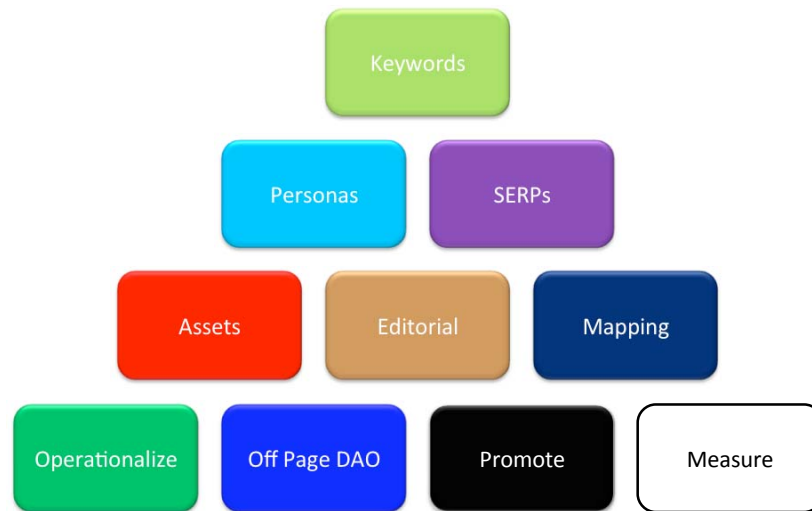 Keywords
Personas
SERPs
Assets
Editorial
Mapping
Operationalize
Off Page DAO
Promote
Measure